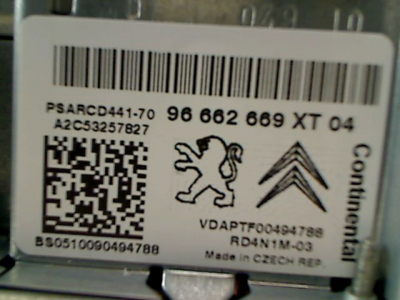 PSARCD441-70
96 662 669 XT 04
A2C53257827
Continental
VDAPTF00494788
RD4N1M-03
BS0510090494788
Made in CZECH REP.